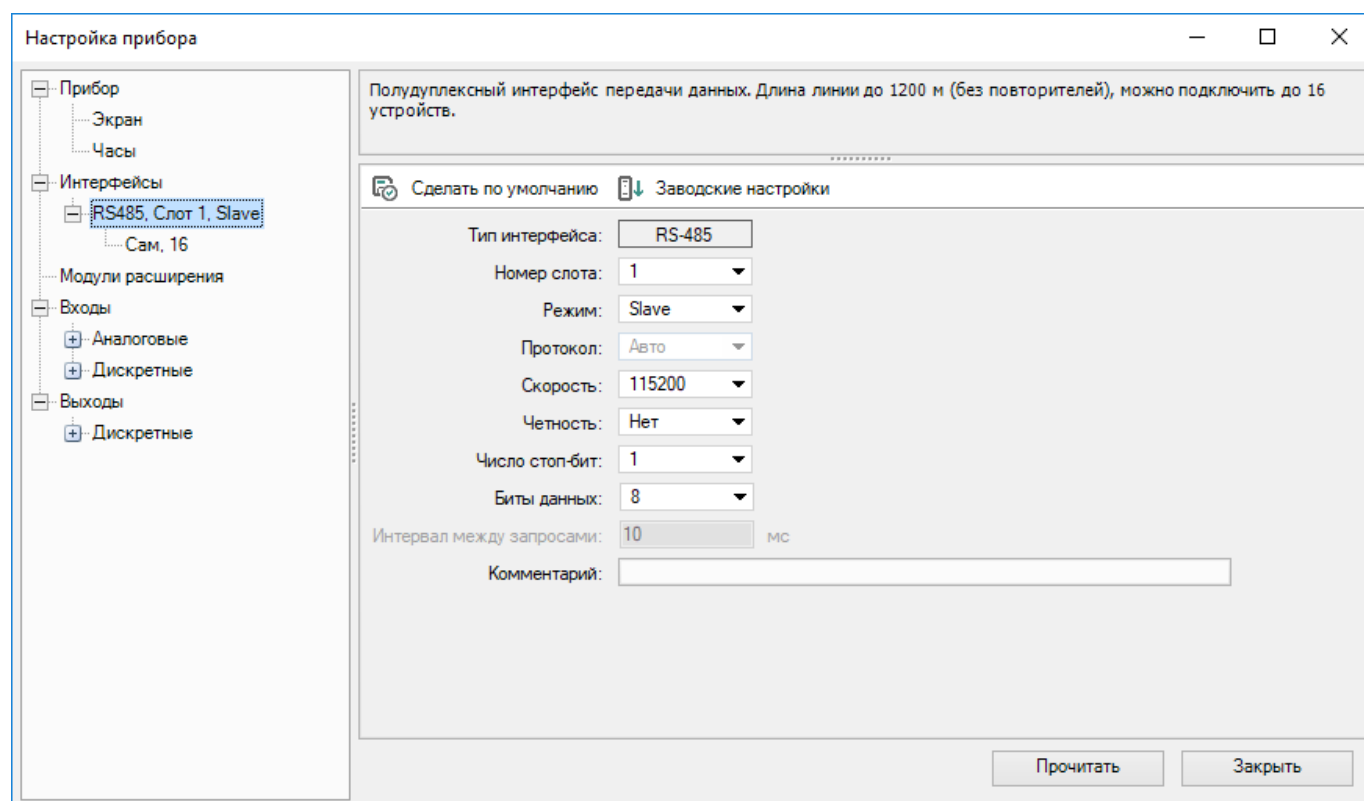 Настройка прибора
Прибор
Экран
Часы
Интерфейсы
RS485, Слот 1, Slave
Сам, 16
Модули расширения
Входы
Аналоговые
Дискретные
Выходы
Дискретные
Полудуплексный интерфейс передачи данных. Длина линии до 1200 м (без повторителей), можно подключить до 16
устройств.
Сделать по умолчанию Заводские настройки
Тип интерфейса: RS-485
Номер слота: 1
Режим: Slave
Протокол: Авто
Скорость: 115200
Четность: Нет
Число стоп-бит: 1
Биты данных: 8
Интервал между запросами: 10 мс
Комментарий:
Прочитать Закрыть